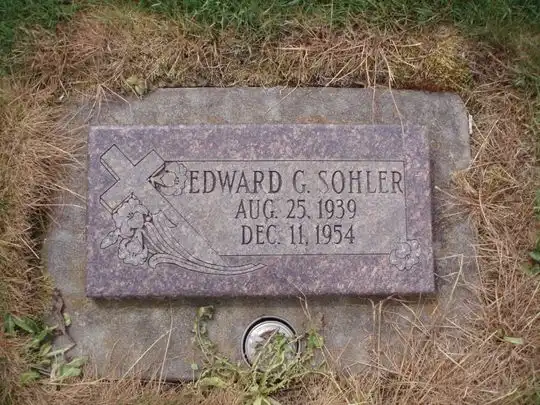 EDWARD G. SOHLER
AUG. 25, 1939
DEC. 11, 1954